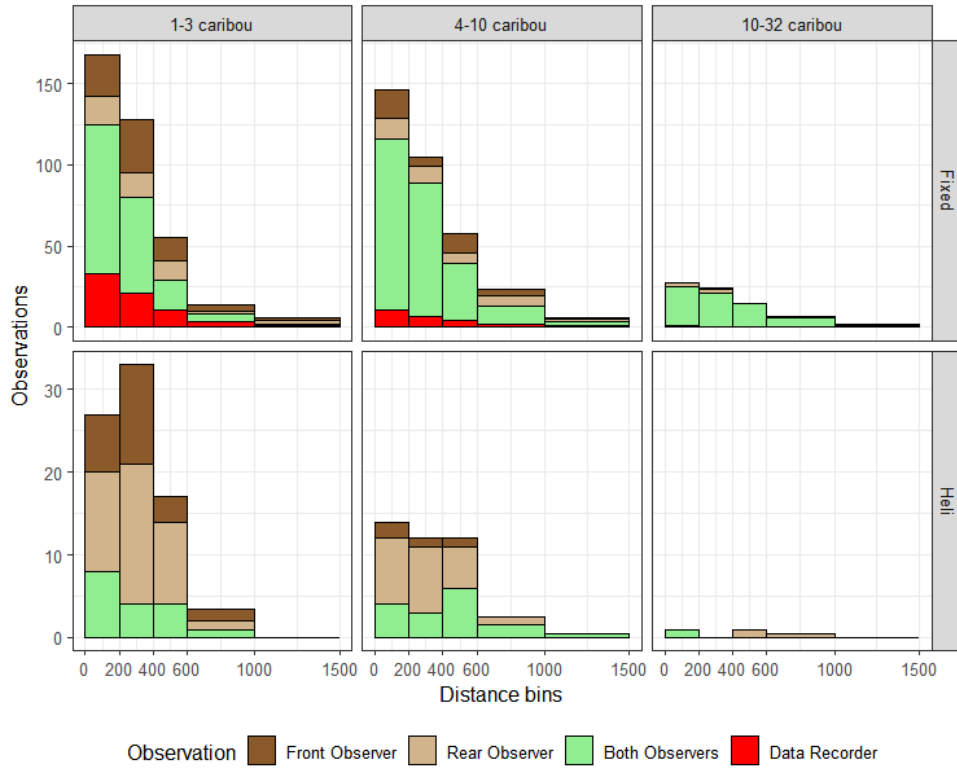 1-3 caribou 4-10 caribou 10-32 caribou
150
100
50
0
Fixed
Observations
30
20
10
0
Heli
0 200 400 600 1000 1500 0 200 400 600 1000 1500 0 200 400 600 1000 1500
Distance bins
Observation Front Observer Rear Observer Both Observers Data Recorder